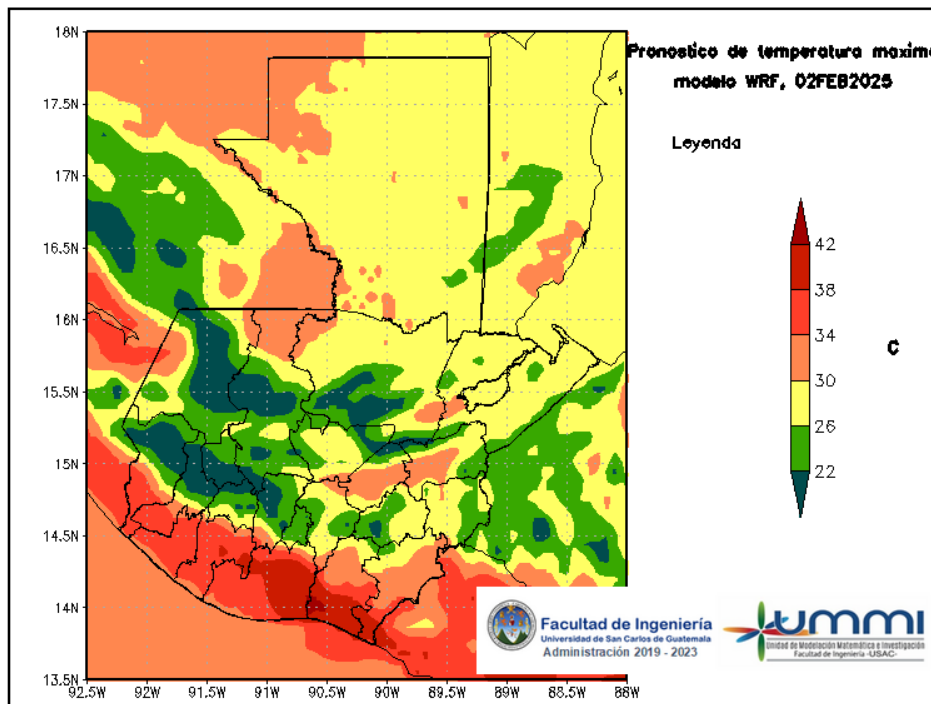 Pronostico de temperatura maxima
modelo WRF, 02FEB2025
Leyenda
42
38
34
30
26
22
C
18N
17.5N
17N
16.5N
16N
15.5N
15N
14.5N
14N
13.5N
92.5W 92W 91.5W 91W 90.5W 90W 89.5W 89W 88.5W 88W
Facultad de Ingeniería
Universidad de San Carlos de Guatemala
Administración 2019 - 2023
UMMI
Unidad de Modelación Matemática e Investigación
Facultad de Ingeniería -USAC-